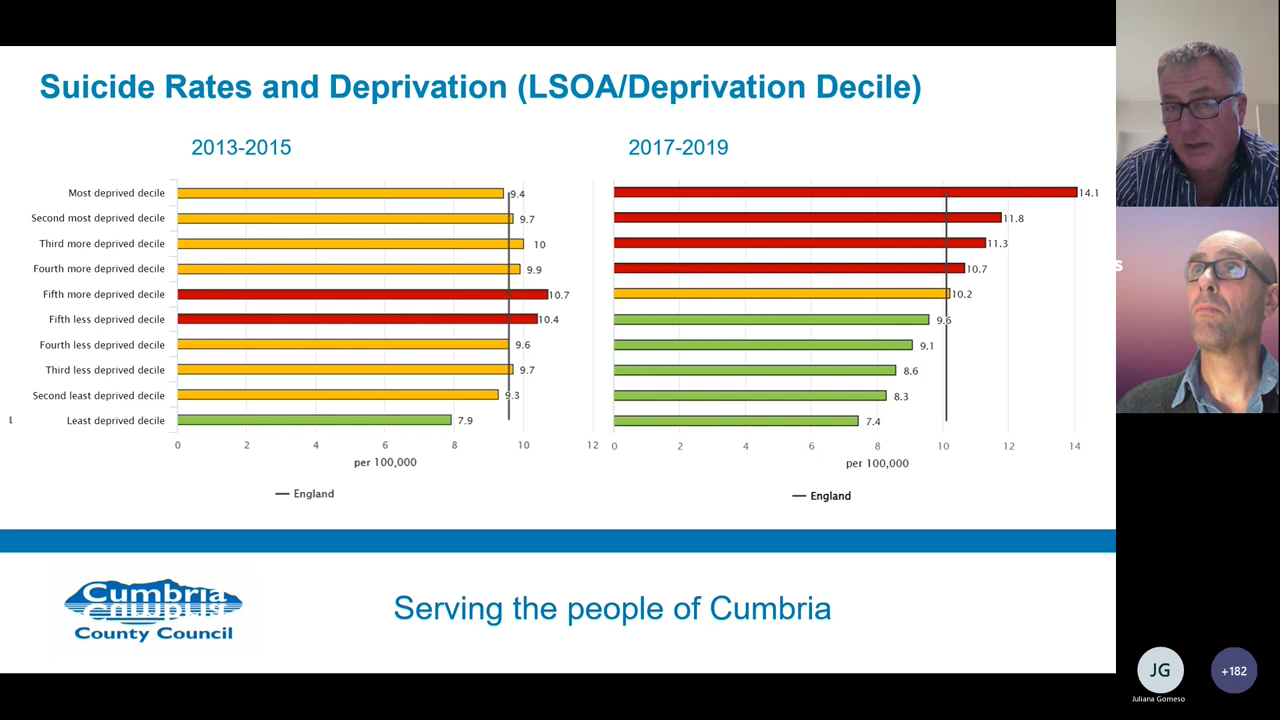 Suicide Rates and Deprivation (LSOA/Deprivation Decile)
2013-2015
Most deprived decile 9.4
Second most deprived decile 9.7
Third more deprived decile 10
Fourth more deprived decile 9.9
Fifth more deprived decile 10.7
Fifth less deprived decile 10.4
Fourth less deprived decile 9.6
Third less deprived decile 9.7
Second least deprived decile 9.3
Least deprived decile 7.9
0 2 4 6 8 10 12
per 100,000
England
2017-2019
14.1
11.8
11.3
10.7
10.2
9.6
9.1
8.6
8.3
7.4
0 2 4 6 8 10 12 14
per 100,000
England
Cumbria
County Council
Serving the people of Cumbria
s
JG
Juliana Gomeso
+182